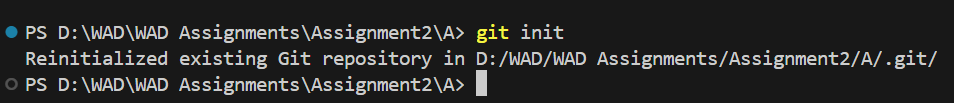 PS D:\WAD\WAD Assignments\Assignment2\A> git init
Reinitialized existing Git repository in D:/WAD/WAD Assignments/Assignment2/A/.git/
PS D:\WAD\WAD Assignments\Assignment2\A>